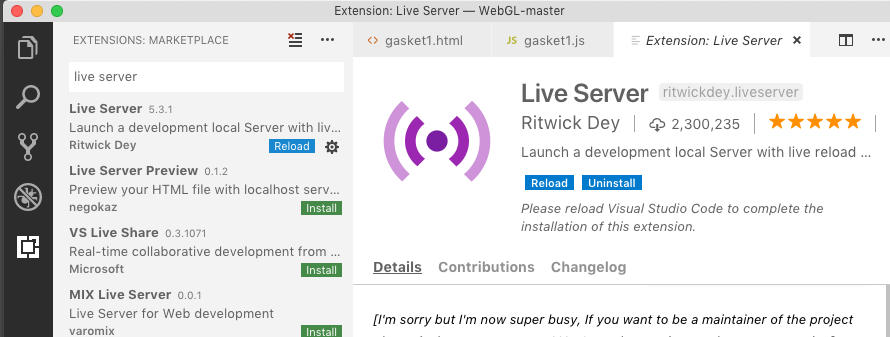 Extension: Live Server — WebGL-master
EXTENSIONS: MARKETPLACE
live server
Live Server 5.3.1
Launch a development local Server with liv...
Ritwick Dey Reload
Live Server Preview 0.1.2
Preview your HTML file with localhost serv...
negokaz Install
VS Live Share 0.3.1071
Real-time collaborative development from ...
Microsoft Install
MIX Live Server 0.0.1
Live Server for Web development
varomix Install
<> gasket1.html
JS gasket1.js
Extension: Live Server
Live Server ritwickdey.liveserver
Ritwick Dey 2,300,235
Launch a development local Server with live reload ...
Reload Uninstall
Please reload Visual Studio Code to complete the
installation of this extension.
Details Contributions Changelog
[I'm sorry but I'm now super busy, If you want to be a maintainer of the project